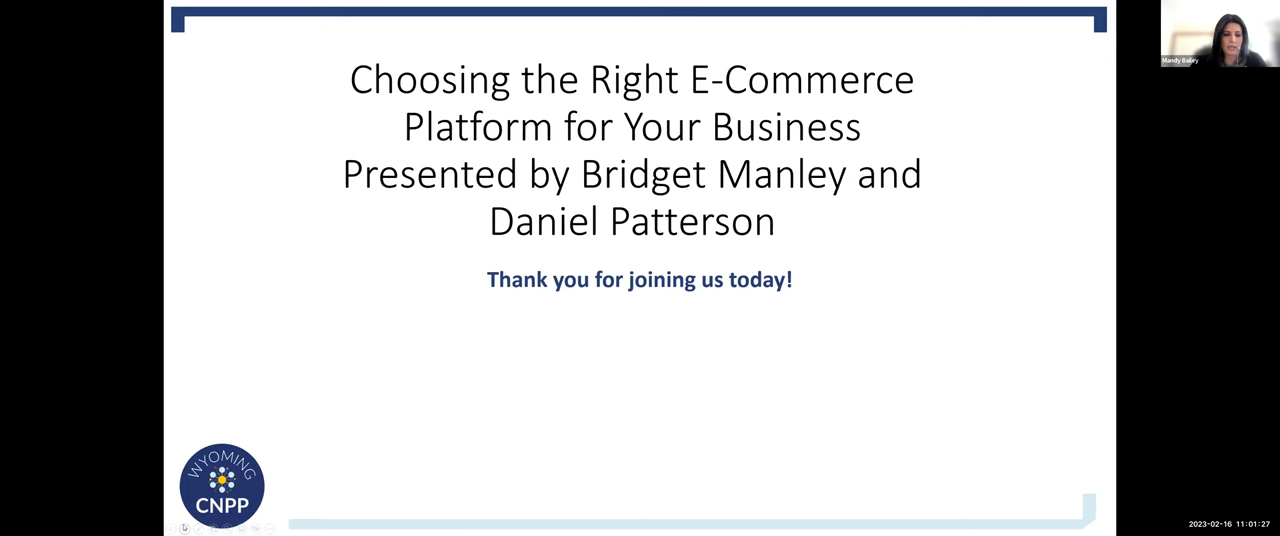 Choosing the Right E-Commerce
Platform for Your Business
Presented by Bridget Manley and
Daniel Patterson
Thank you for joining us today!
Mandy Bailey
WYOMING
CNPP
2023-02-16 11:01:27